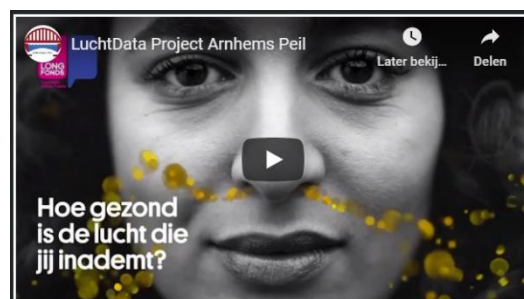 LuchtData Project Arnhems Peil
Later bekij...
Delen
LONG
FONDS
Hoe gezond
is de lucht die
jij inademt?